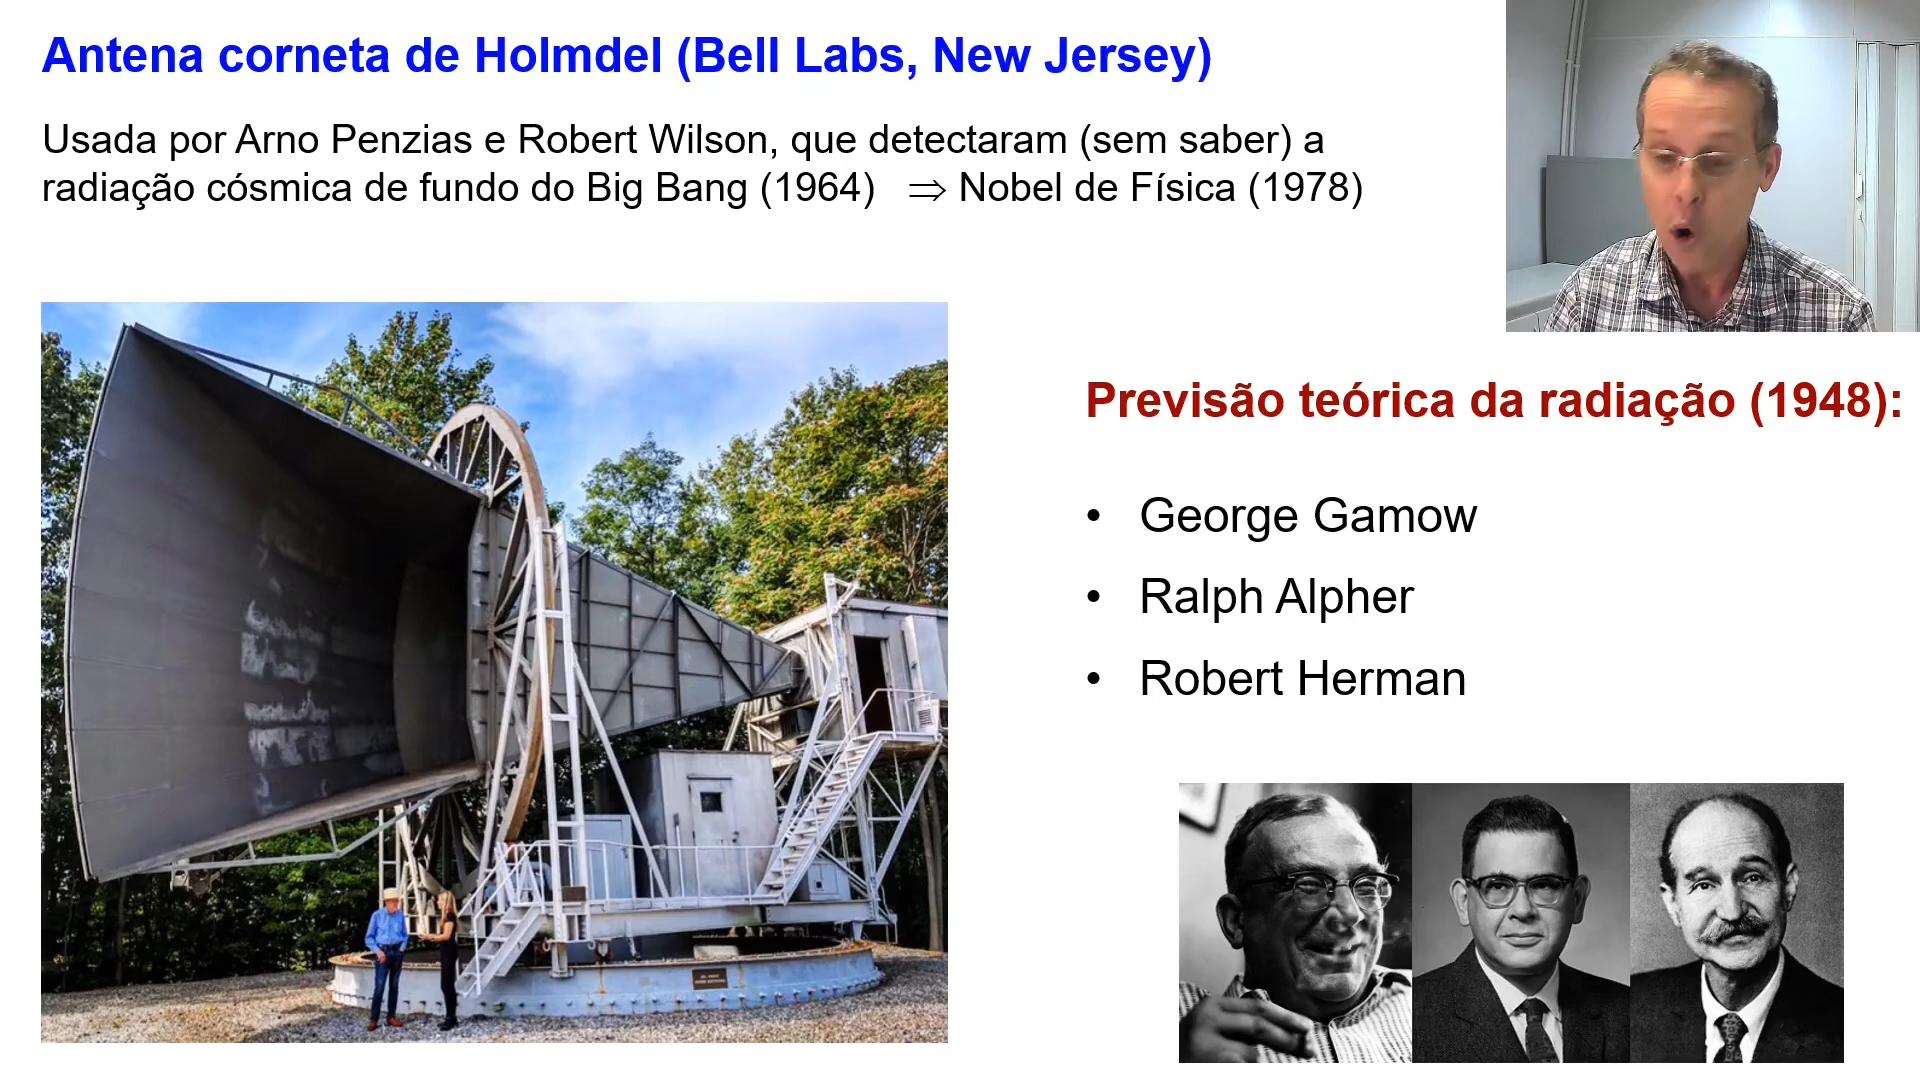 Antena corneta de Holmdel (Bell Labs, New Jersey)
Usada por Arno Penzias e Robert Wilson, que detectaram (sem saber) a
radiação cósmica de fundo do Big Bang (1964) ⇒ Nobel de Física (1978)
Previsão teórica da radiação (1948):
• George Gamow
• Ralph Alpher
• Robert Herman